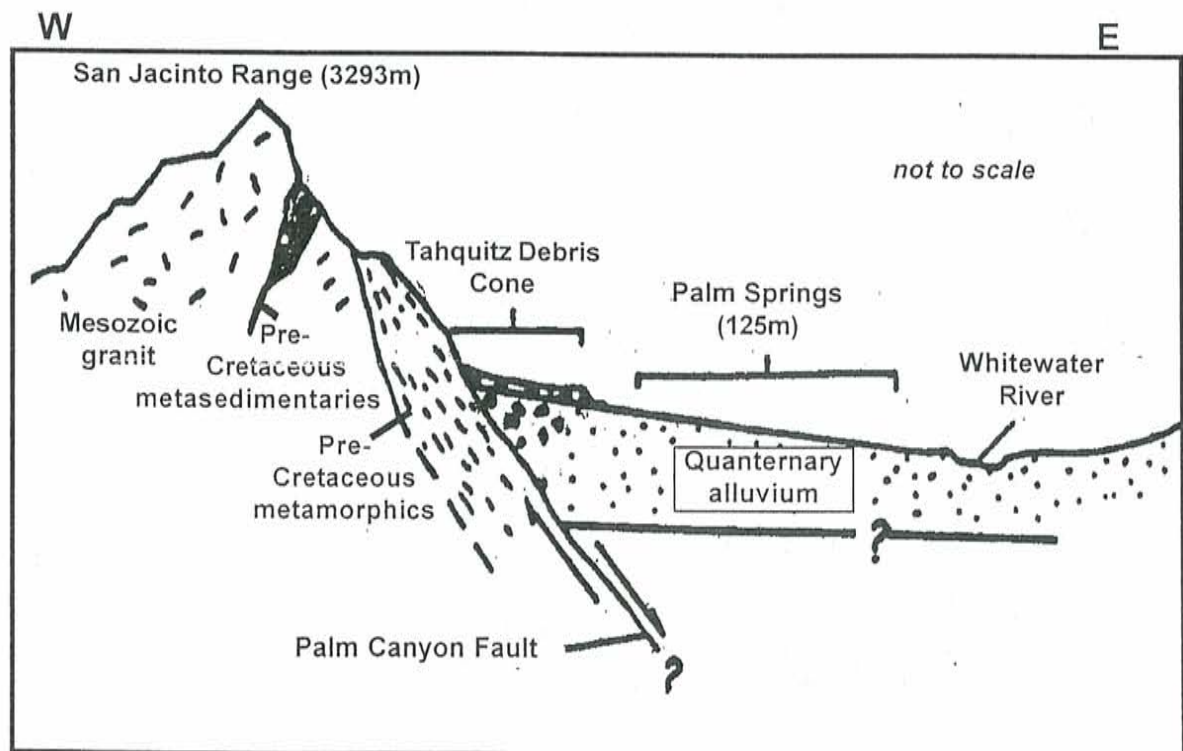 W
E
San Jacinto Range (3293m)
not to scale
Tahquitz Debris
Cone
Palm Springs
(125m)
Whitewater
River
Mesozoic
granit
Pre-
Cretaceous
metasedimentaries
Pre-
Cretaceous
metamorphics
Quanternary
alluvium
?
Palm Canyon Fault
?